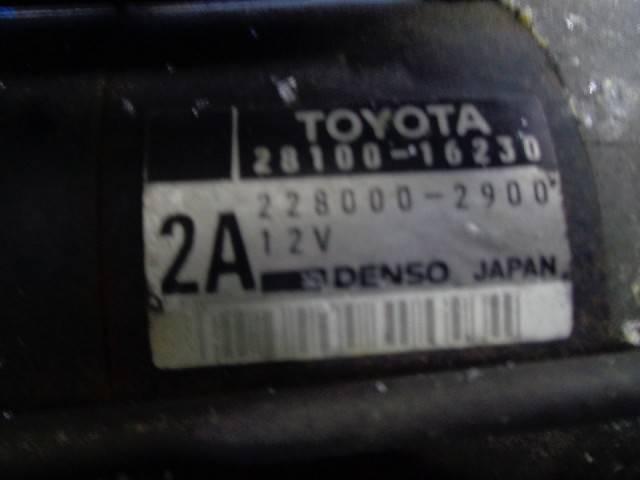 TOYOTA
28100-16230
228000-2900
2A
12V
DENSO JAPAN